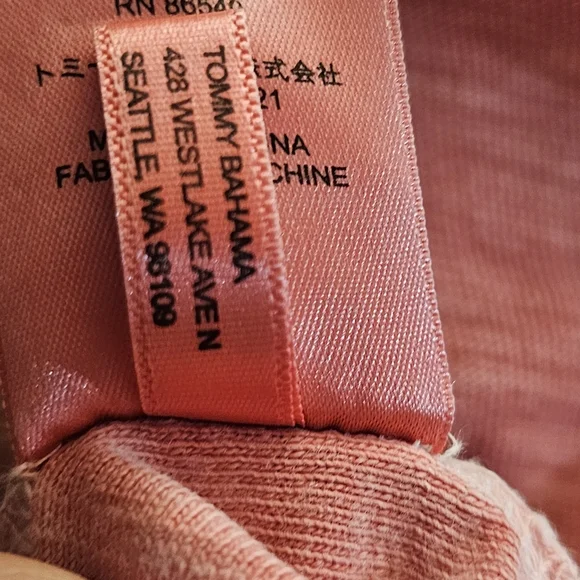 RN 86546
トミー 式会社
21
M NA
FAB CHINE
TOMMY BAHAMA
428 WESTLAKE AVE N
SEATTLE, WA 98109